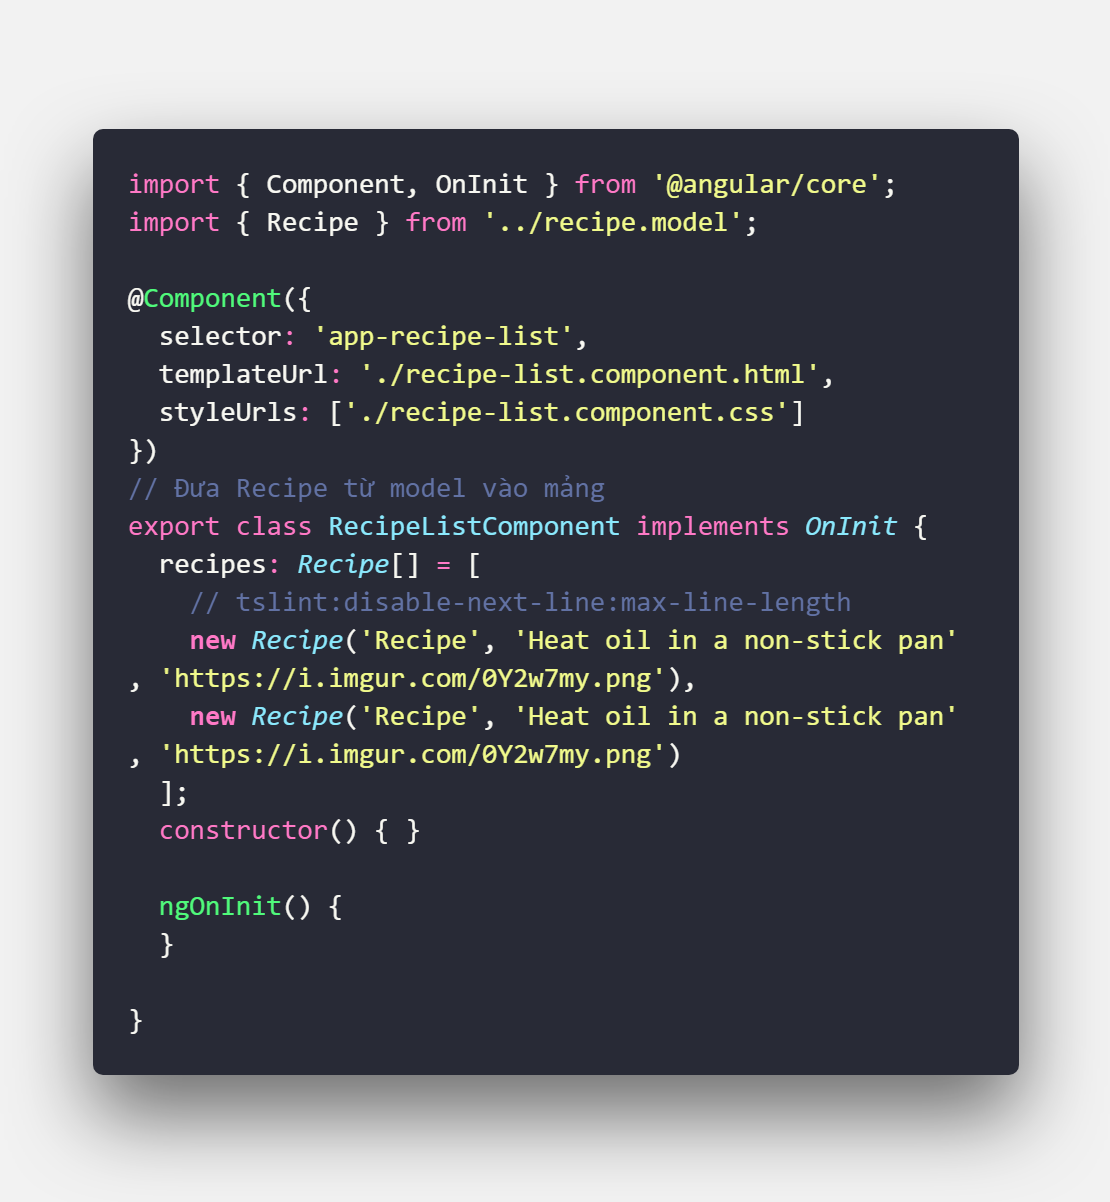 import { Component, OnInit } from '@angular/core';
import { Recipe } from '../recipe.model';

@Component({
  selector: 'app-recipe-list',
  templateUrl: './recipe-list.component.html',
  styleUrls: ['./recipe-list.component.css']
})
// Đưa Recipe từ model vào mảng
export class RecipeListComponent implements OnInit {
  recipes: Recipe[] = [
    // tslint:disable-next-line:max-line-length
    new Recipe('Recipe', 'Heat oil in a non-stick pan'
, 'https://i.imgur.com/0Y2w7my.png'),
    new Recipe('Recipe', 'Heat oil in a non-stick pan'
, 'https://i.imgur.com/0Y2w7my.png')
  ];
  constructor() { }

  ngOnInit() {
  }

}